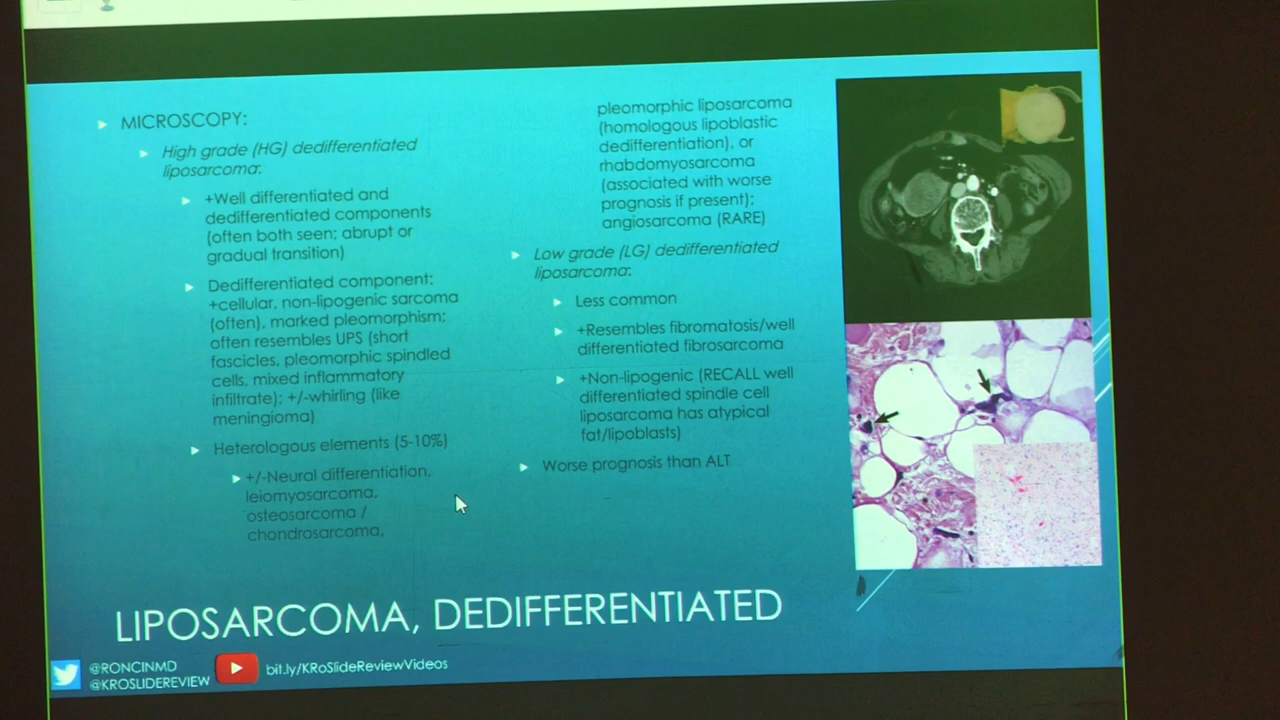 MICROSCOPY:
High grade (HG) dedifferentiated
liposarcoma:
+Well differentiated and
dedifferentiated components
(often both seen; abrupt or
gradual transition)
Dedifferentiated component:
+cellular, non-lipogenic sarcoma
(often), marked pleomorphism;
often resembles UPS (short
fascicles, pleomorphic spindled
cells, mixed inflammatory
infiltrate); +/-whirling (like
meningioma)
Heterologous elements (5-10%)
+/-Neural differentiation,
leiomyosarcoma,
osteosarcoma /
chondrosarcoma,
pleomorphic liposarcoma
(homologous lipoblastic
dedifferentiation), or
rhabdomyosarcoma
(associated with worse
prognosis if present);
angiosarcoma (RARE)
Low grade (LG) dedifferentiated
liposarcoma:
Less common
+Resembles fibromatosis/well
differentiated fibrosarcoma
+Non-lipogenic (RECALL well
differentiated spindle cell
liposarcoma has atypical
fat/lipoblasts)
Worse prognosis than ALT
LIPOSARCOMA, DEDIFFERENTIATED
@RONCINMD
@KROSLIDEREVIEW
bit.ly/KRoSlideReviewVideos